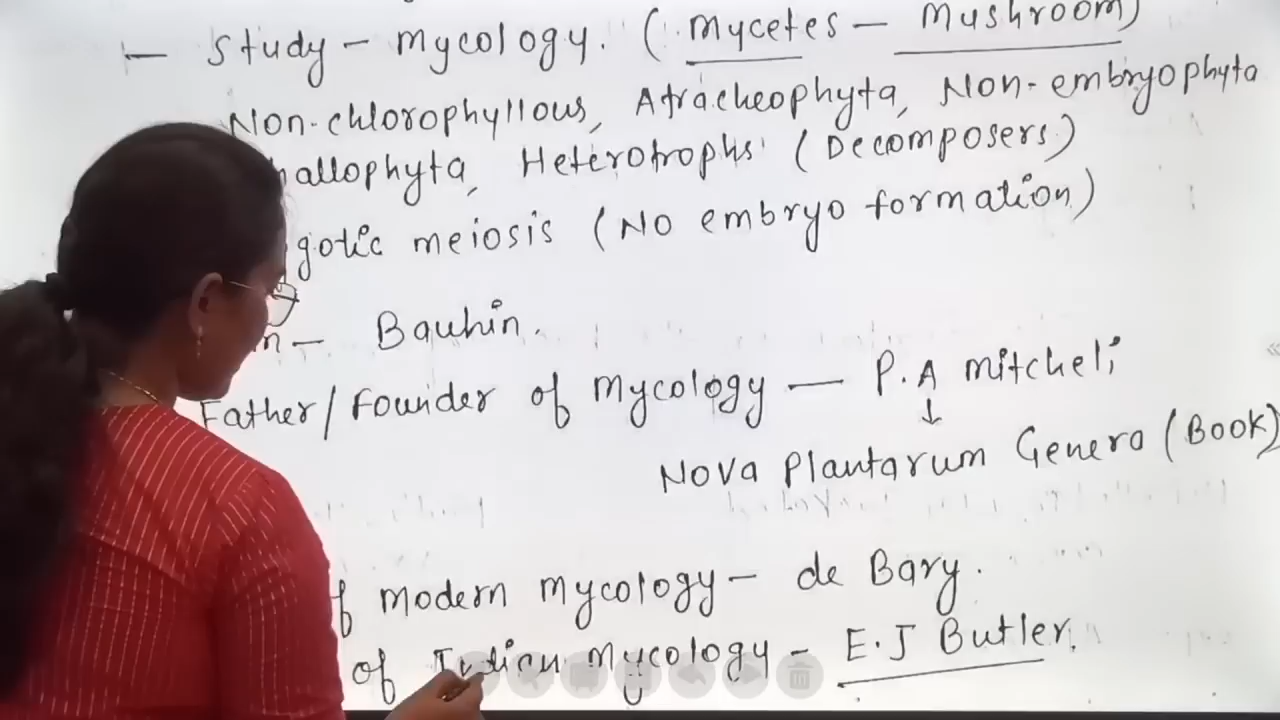 — Study - Mycology. (Mycetes - Mushroom)
Non-chlorophyllous, Atracheophyta, Non-embryophyta
allophyta, Heterotrophs (Decomposers)
gotic meiosis (No embryo formation)
n - Bauhin.
Father/Founder of Mycology — P.A Mitcheli
↓
Nova Plantarum Genera (Book)
f modern mycology - de Bary.
of Indian Mycology - E.J Butler.